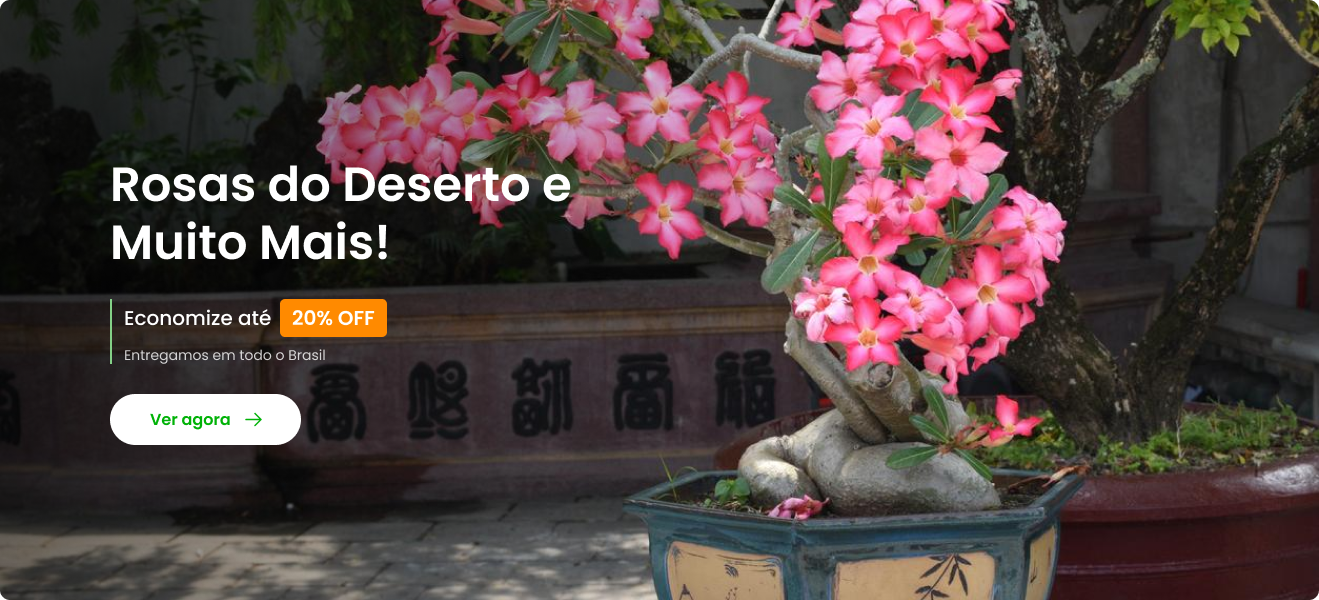 Rosas do Deserto e
Muito Mais!
Economize até 20% OFF
Entregamos em todo o Brasil
Ver agora →